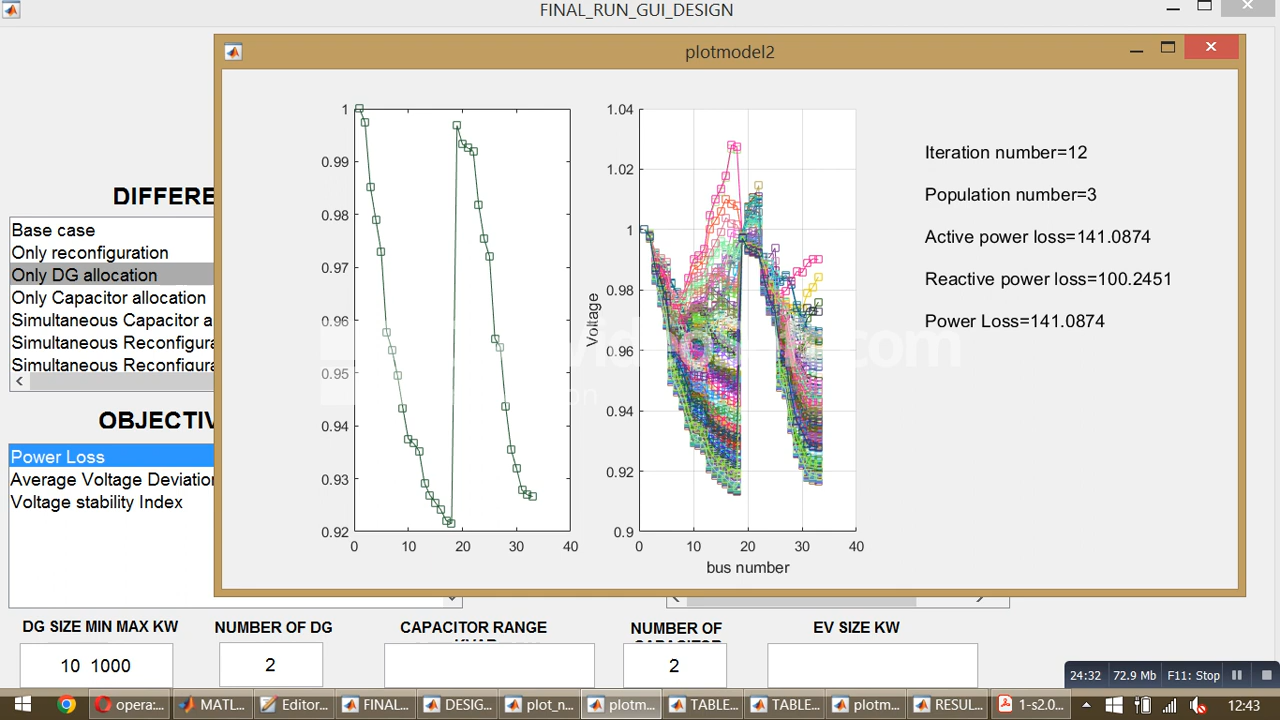 FINAL_RUN_GUI_DESIGN
plotmodel2
DIFFERE
Base case
Only reconfiguration
Only DG allocation
Only Capacitor allocation
Simultaneous Capacitor a
Simultaneous Reconfigura
Simultaneous Reconfigura
OBJECTIV
Power Loss
Average Voltage Deviation
Voltage stability Index
1
0.99
0.98
0.97
0.96
0.95
0.94
0.93
0.92
0 10 20 30 40
Voltage
1.04
1.02
1
0.98
0.96
0.94
0.92
0.9
0 10 20 30 40
bus number
Iteration number=12
Population number=3
Active power loss=141.0874
Reactive power loss=100.2451
Power Loss=141.0874
DG SIZE MIN MAX KW
NUMBER OF DG
CAPACITOR RANGE
NUMBER OF
EV SIZE KW
10 1000
2
2
24:32 72.9 Mb F11: Stop
opera:... MATL... Editor... FINAL... DESIG... plot_n... plotm... TABLE... TABLE... plotm... RESUL... 1-s2.0... 12:43